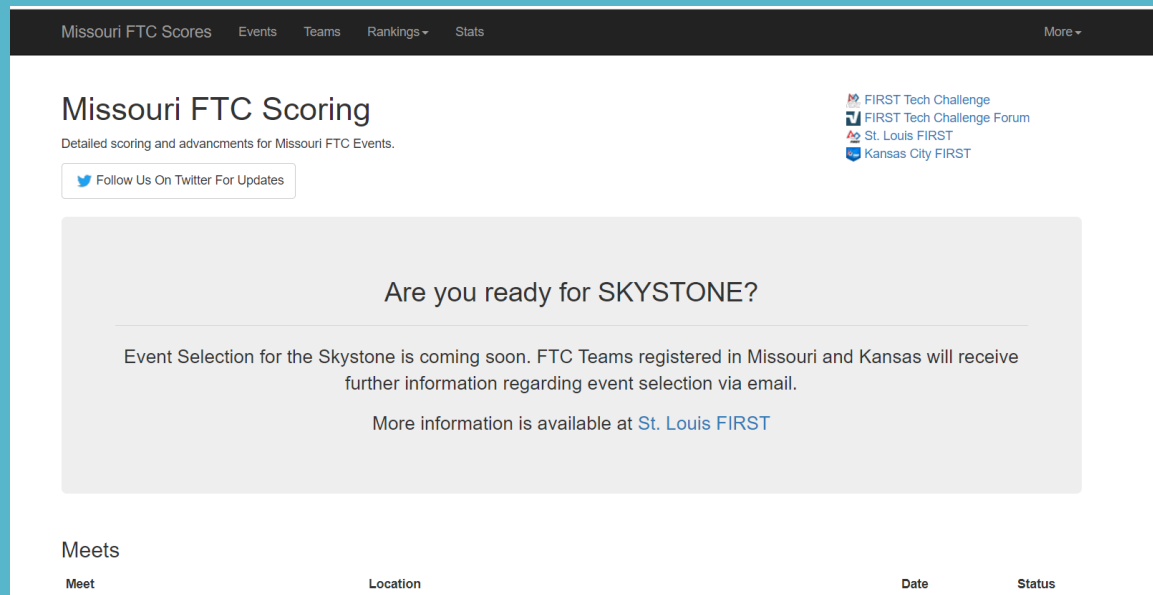 Missouri FTC Scores Events Teams Rankings Stats More
Missouri FTC Scoring
Detailed scoring and advancments for Missouri FTC Events.
Follow Us On Twitter For Updates
FIRST Tech Challenge
FIRST Tech Challenge Forum
St. Louis FIRST
Kansas City FIRST
Are you ready for SKYSTONE?
Event Selection for the Skystone is coming soon. FTC Teams registered in Missouri and Kansas will receive
further information regarding event selection via email.
More information is available at St. Louis FIRST
Meets
Meet Location Date Status